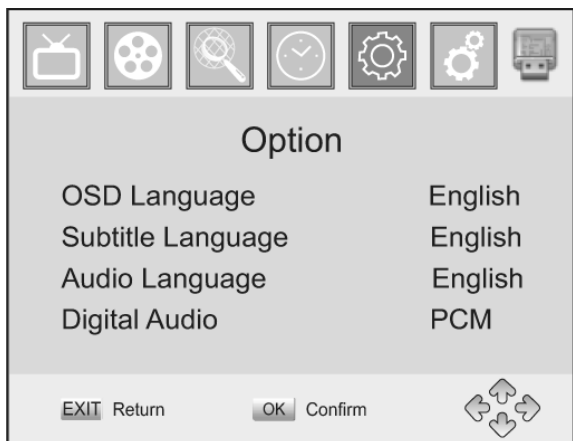 Option
OSD Language English
Subtitle Language English
Audio Language English
Digital Audio PCM
EXIT Return OK Confirm